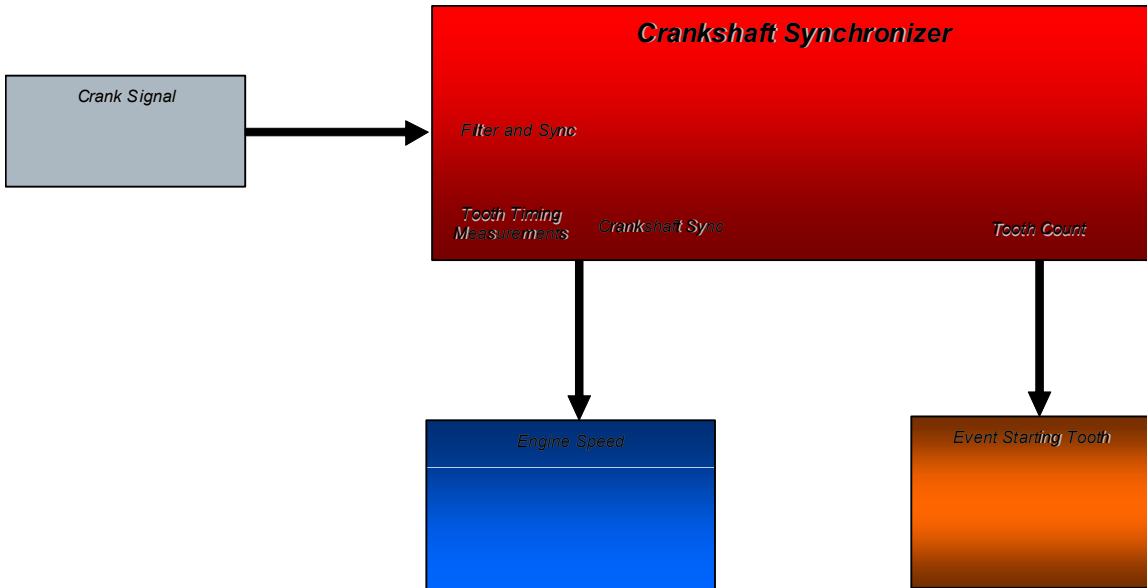 Crankshaft Synchronizer
Crank Signal
Filter and Sync
Tooth Timing
Measurements
Crankshaft Sync
Tooth Count
Engine Speed
Event Starting Tooth